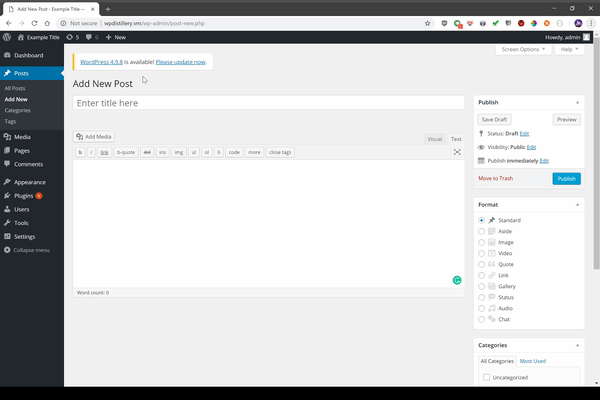 Add New Post ‹ Example Title —
Not secure | wpdistillery.vm/wp-admin/post-new.php
Example Title 5 0 New
Howdy, admin
Screen Options Help
Dashboard
Posts
All Posts
Add New
Categories
Tags
Media
Pages
Comments
Appearance
Plugins
Users
Tools
Settings
Collapse menu
WordPress 4.9.8 is available! Please update now.
Add New Post
Enter title here
Add Media
Visual Text
b i link b-quote del ins img ul ol li code more close tags
Word count: 0
Publish
Save Draft Preview
Status: Draft Edit
Visibility: Public Edit
Publish immediately Edit
Move to Trash Publish
Format
Standard
Aside
Image
Video
Quote
Link
Gallery
Status
Audio
Chat
Categories
All Categories Most Used
Uncategorized